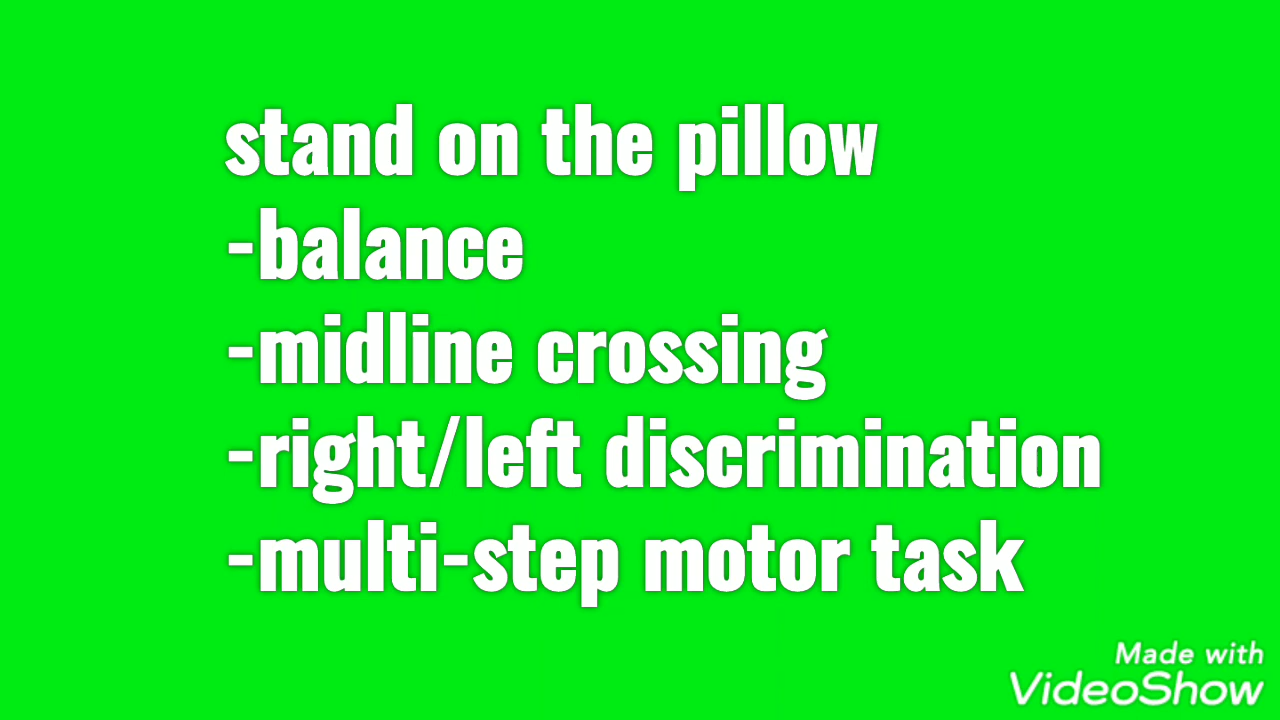 stand on the pillow
-balance
-midline crossing
-right/left discrimination
-multi-step motor task
Made with
VideoShow